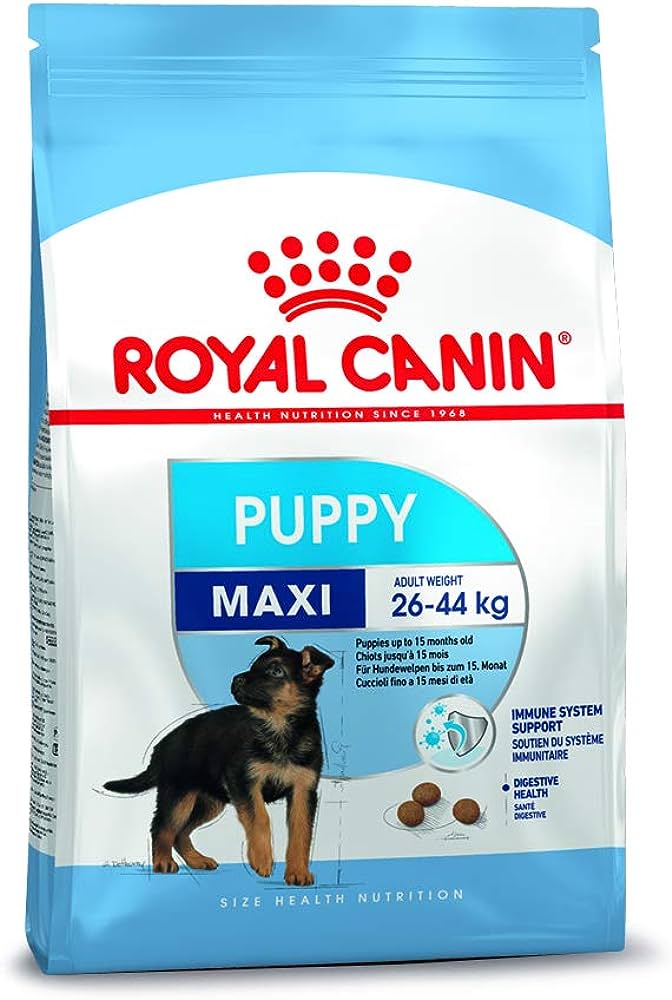 ROYAL CANIN®
HEALTH NUTRITION SINCE 1968
PUPPY
MAXI
ADULT WEIGHT
26-44 kg
Puppies up to 15 months old
Chiots jusqu'à 15 mois
Für Hundewelpen bis zum 15. Monat
Cuccioli fino a 15 mesi di età
IMMUNE SYSTEM
SUPPORT
SOUTIEN DU SYSTÈME
IMMUNITAIRE
DIGESTIVE
HEALTH
SANTÉ
DIGESTIVE
SIZE HEALTH NUTRITION